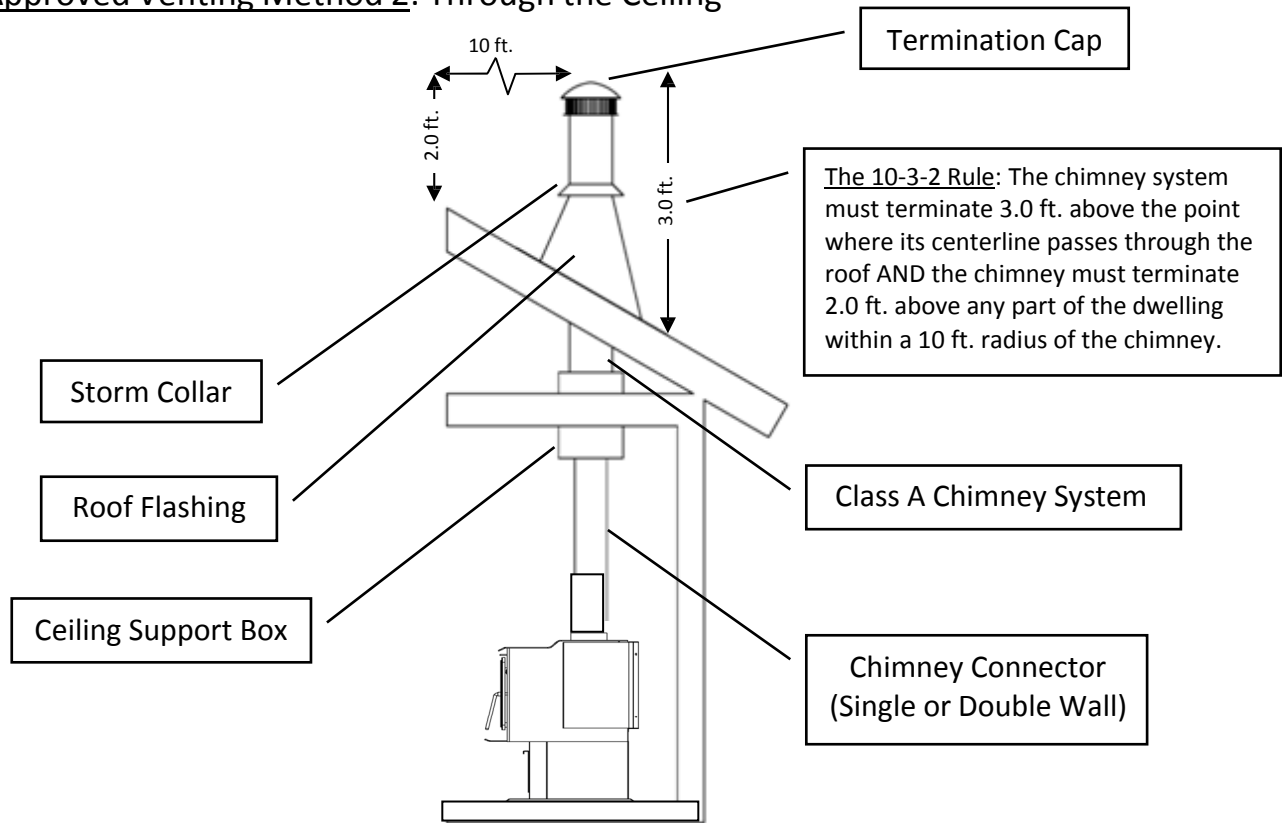 Approved Venting Method 2: Through the Ceiling
10 ft.
Termination Cap
2.0 ft.
3.0 ft.
The 10-3-2 Rule: The chimney system
must terminate 3.0 ft. above the point
where its centerline passes through the
roof AND the chimney must terminate
2.0 ft. above any part of the dwelling
within a 10 ft. radius of the chimney.
Storm Collar
Roof Flashing
Class A Chimney System
Ceiling Support Box
Chimney Connector
(Single or Double Wall)